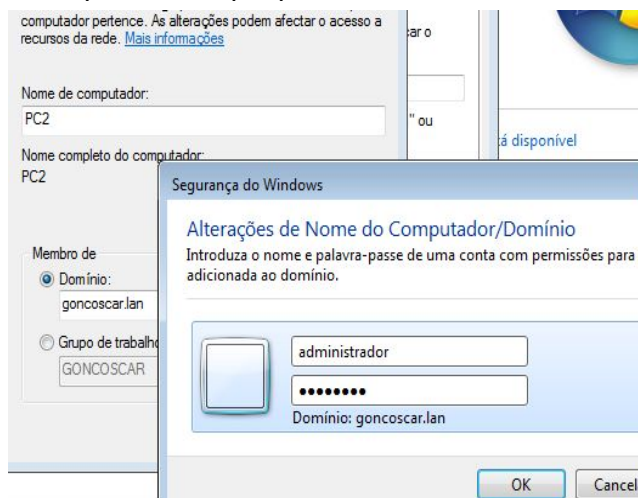 computador pertence. As alterações podem afectar o acesso a
recursos da rede. Mais informações
Nome de computador:
PC2
Nome completo do computador:
PC2
Membro de
Domínio:
goncoscar.lan
Grupo de trabalho
GONCOSCAR
car o
" ou
tá disponível
Segurança do Windows
Alterações de Nome do Computador/Domínio
Introduza o nome e palavra-passe de uma conta com permissões para
adicionada ao domínio.
administrador
●●●●●●●●
Domínio: goncoscar.lan
OK
Cancel